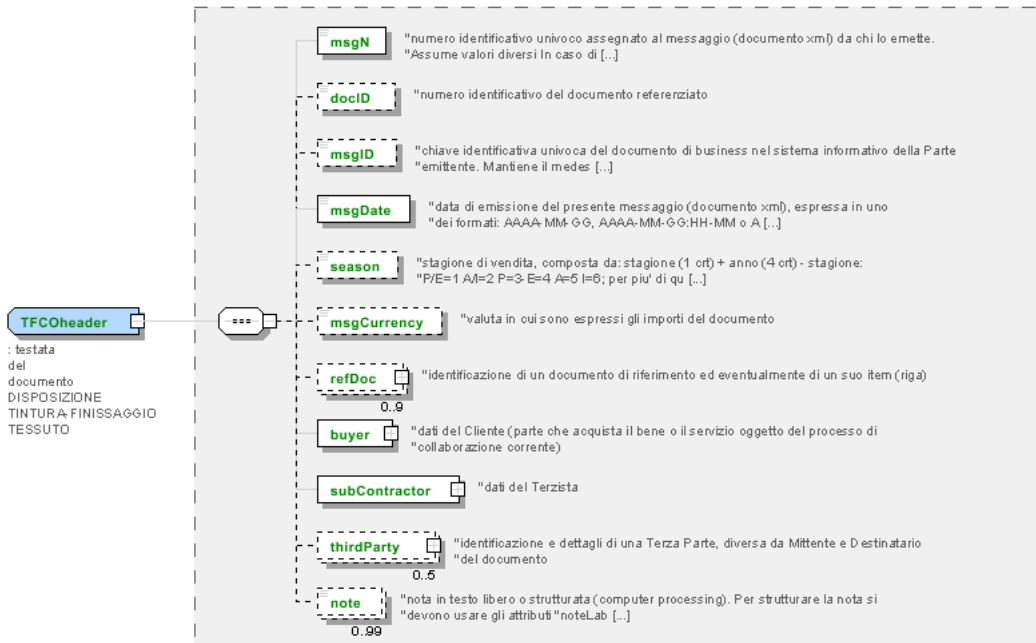 msgN
"numero identificativo univoco assegnato al messaggio (documento xml) da chi lo emette.
"Assume valori diversi In caso di [...]
docID
"numero identificativo del documento referenziato
msgID
"chiave identificativa univoca del documento di business nel sistema informativo della Parte
"emittente. Mantiene il medes [...]
msgDate
"data di emissione del presente messaggio (documento xml), espressa in uno
"dei formati: AAAA-MM-GG, AAAA-MM-GG:HH-MM o A [...]
season
"stagione di vendita, composta da: stagione (1 crt) + anno (4 crt) - stagione:
"P/E=1 A/I=2 P=3 E=4 A=5 I=6; per piu' di qu [...]
TFCOheader
: testata
del
documento
DISPOSIZIONE
TINTURA-FINISSAGGIO
TESSUTO
msgCurrency
"valuta in cui sono espressi gli importi del documento
refDoc
"identificazione di un documento di riferimento ed eventualmente di un suo item (riga)
0..9
buyer
"dati del Cliente (parte che acquista il bene o il servizio oggetto del processo di
"collaborazione corrente)
subContractor
"dati del Terzista
thirdParty
"identificazione e dettagli di una Terza Parte, diversa da Mittente e Destinatario
"del documento
0..5
note
"nota in testo libero o strutturata (computer processing). Per strutturare la nota si
"devono usare gli attributi "noteLab [...]
0..99